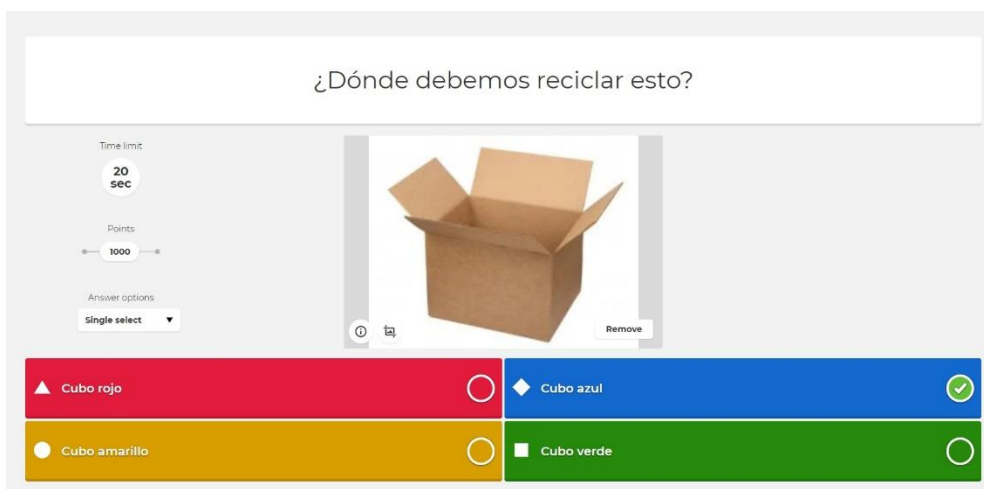 ¿Dónde debemos reciclar esto?
Time limit
20
sec
Points
1000
Answer options
Single select
Remove
Cubo rojo
Cubo azul
Cubo amarillo
Cubo verde